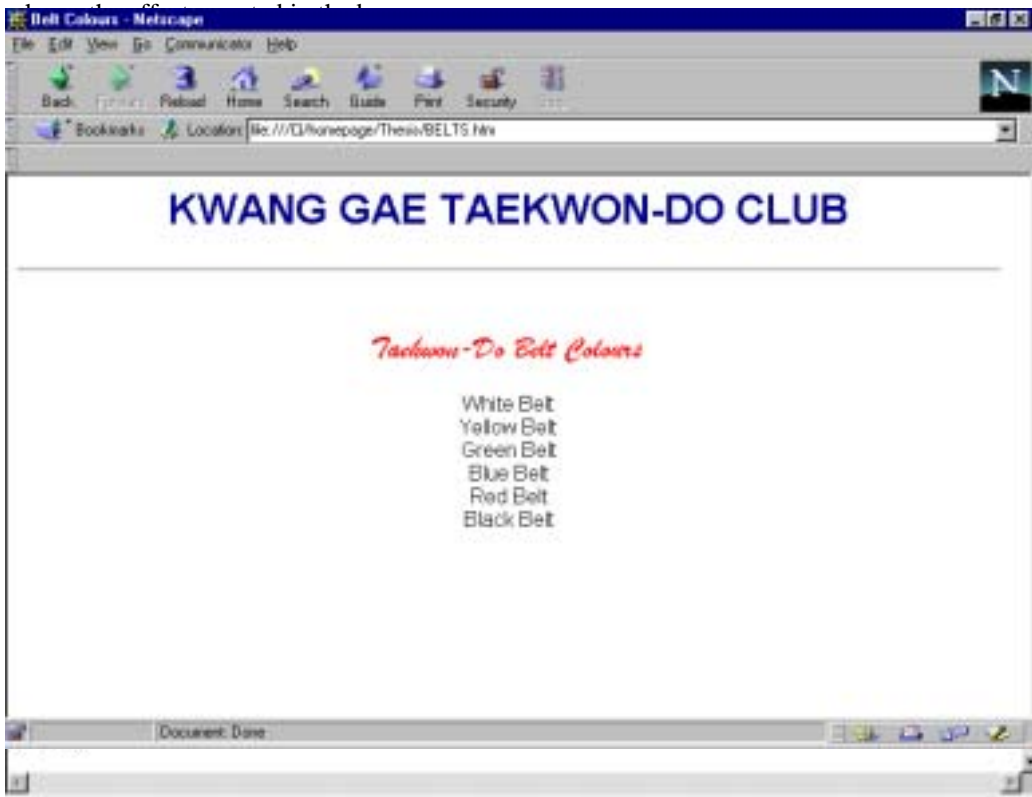 Belt Colours - Netscape
File Edit View Go Communicator Help
Back Reload Home Search Guide Print Security
Bookmarks Location: file:///C|/homepage/Thesis/BELTS.htm
KWANG GAE TAEKWON-DO CLUB
Taekwon-Do Belt Colours
White Belt
Yellow Belt
Green Belt
Blue Belt
Red Belt
Black Belt
Document: Done